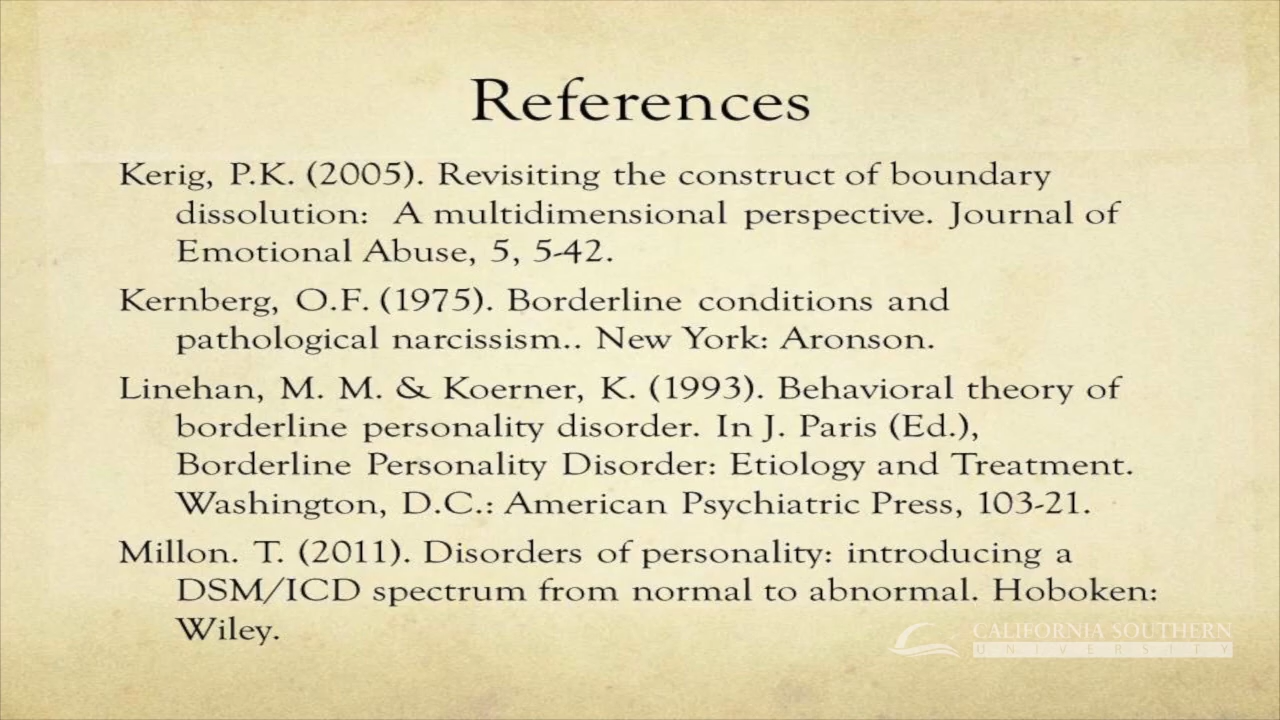 References
Kerig, P.K. (2005). Revisiting the construct of boundary
dissolution:  A multidimensional perspective. Journal of
Emotional Abuse, 5, 5-42.
Kernberg, O.F. (1975). Borderline conditions and
pathological narcissism.. New York: Aronson.
Linehan, M. M. & Koerner, K. (1993). Behavioral theory of
borderline personality disorder. In J. Paris (Ed.),
Borderline Personality Disorder: Etiology and Treatment.
Washington, D.C.: American Psychiatric Press, 103-21.
Millon. T. (2011). Disorders of personality: introducing a
DSM/ICD spectrum from normal to abnormal. Hoboken:
Wiley.
CALIFORNIA SOUTHERN
UNIVERSITY